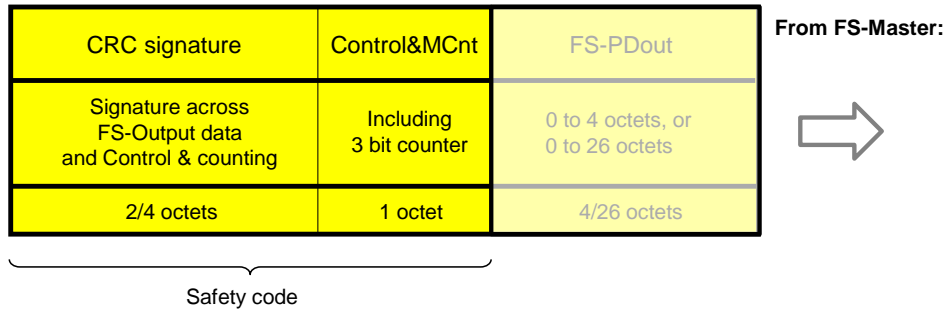 CRC signature
Control&MCnt
FS-PDout
From FS-Master:
Signature across
FS-Output data
and Control & counting
Including
3 bit counter
0 to 4 octets, or
0 to 26 octets
2/4 octets
1 octet
4/26 octets
Safety code